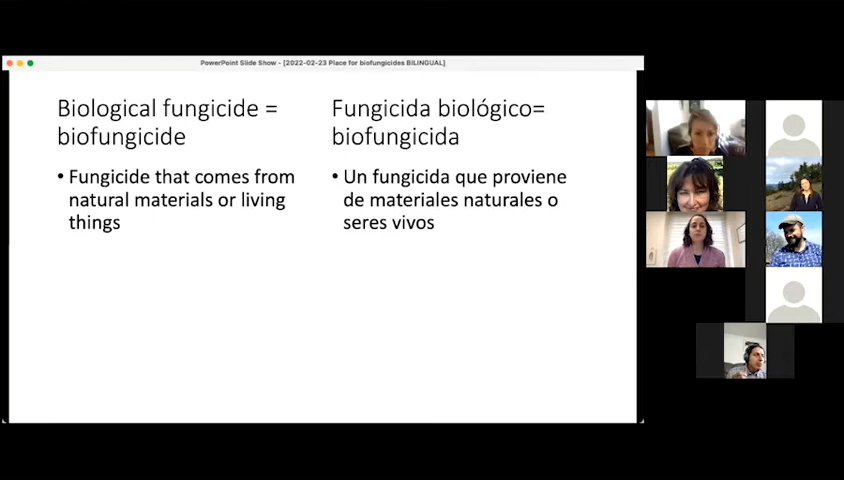 PowerPoint Slide Show - [2022-02-23 Place for biofungicides BILINGUAL]
Biological fungicide =
biofungicide
• Fungicide that comes from
natural materials or living
things
Fungicida biológico=
biofungicida
• Un fungicida que proviene
de materiales naturales o
seres vivos